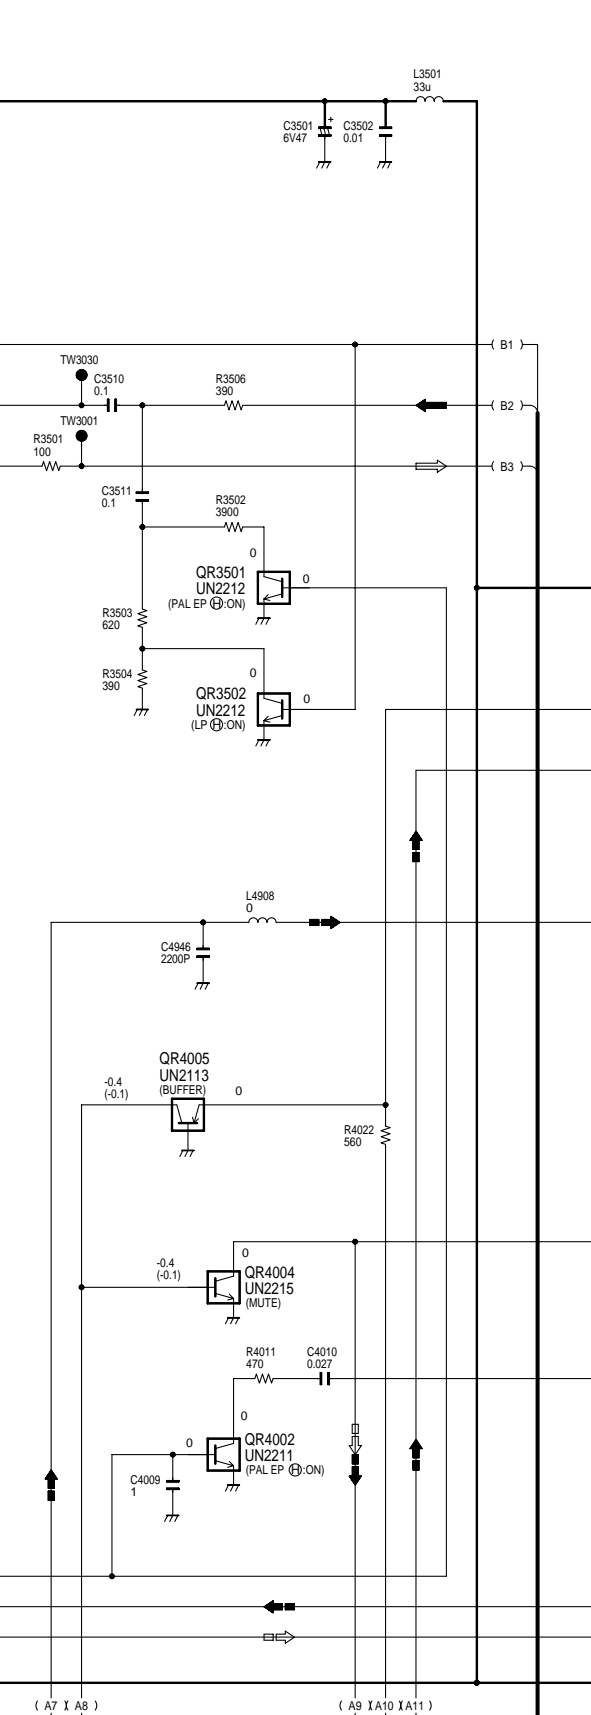 L3501
33u
C3501
6V47
+
C3502
0.01
( B1 )
TW3030
C3510
0.1
R3506
390
( B2 )
TW3001
R3501
100
( B3 )
C3511
0.1
R3502
3900
0
QR3501
UN2212
(PAL EP Ⓗ:ON)
0
R3503
620
R3504
390
0
QR3502
UN2212
(LP Ⓗ:ON)
0
L4908
0
C4946
2200P
QR4005
UN2113
(BUFFER)
-0.4
(-0.1)
0
R4022
560
-0.4
(-0.1)
0
QR4004
UN2215
(MUTE)
R4011
470
C4010
0.027
0
0
QR4002
UN2211
(PAL EP Ⓗ:ON)
C4009
1
( A7 )( A8 )
( A9 )( A10 )( A11 )